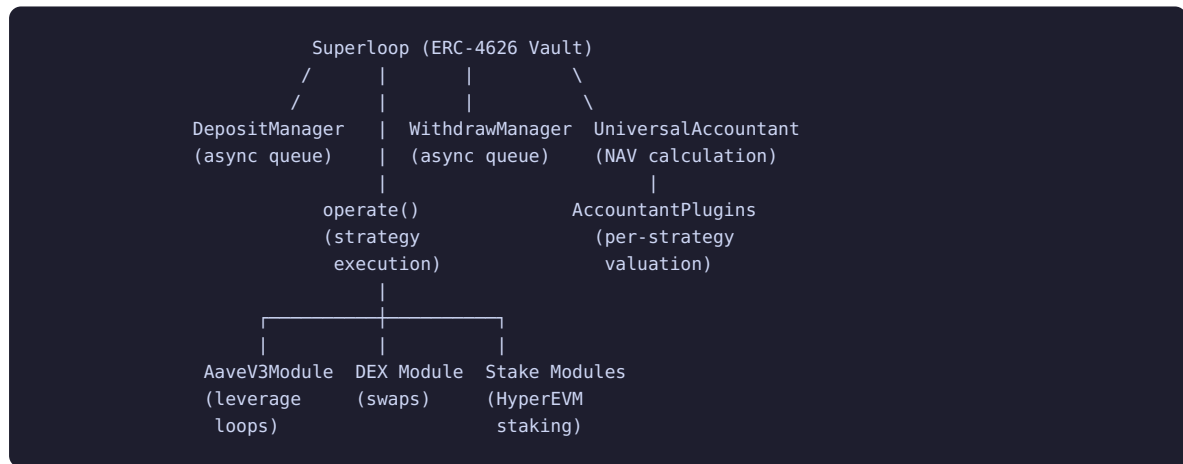 Superloop (ERC-4626 Vault)
DepositManager | WithdrawManager UniversalAccountant
(async queue) | (async queue) (NAV calculation)
operate() AccountantPlugins
(strategy (per-strategy
execution) valuation)
AaveV3Module DEX Module Stake Modules
(leverage (swaps) (HyperEVM
loops) staking)